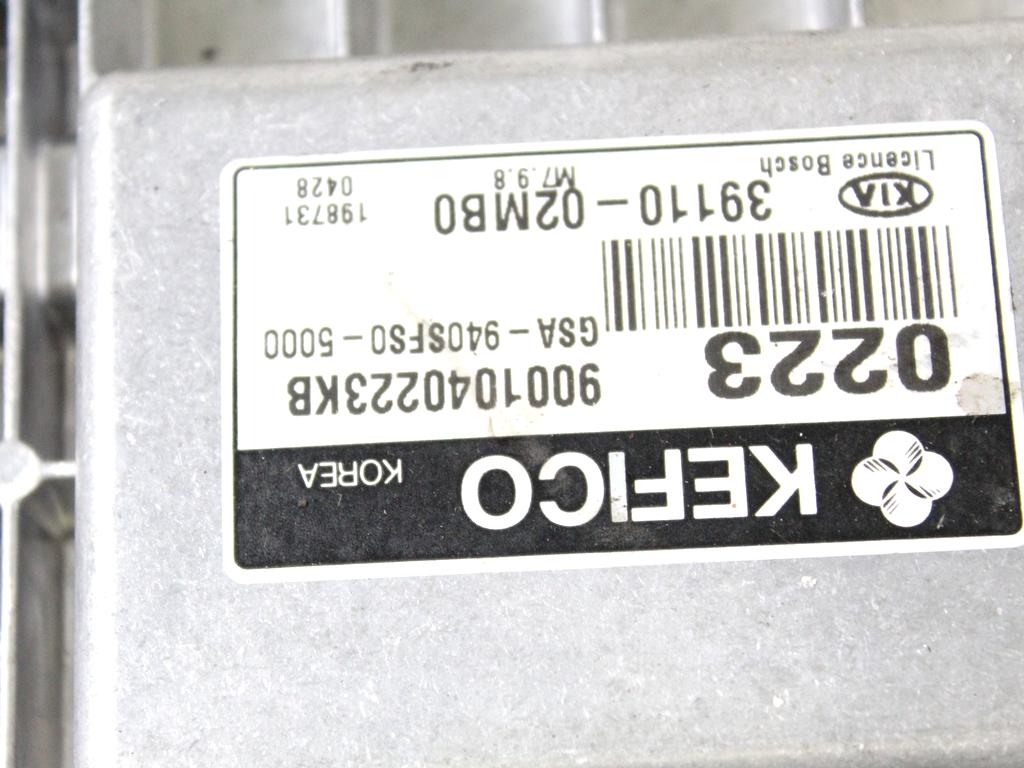 KEFICO KOREA
0223 9001040223KB
GSA-940SFS0-5000
KIA 39110-02MB0 198731
Licence Bosch M7.9.8 0428